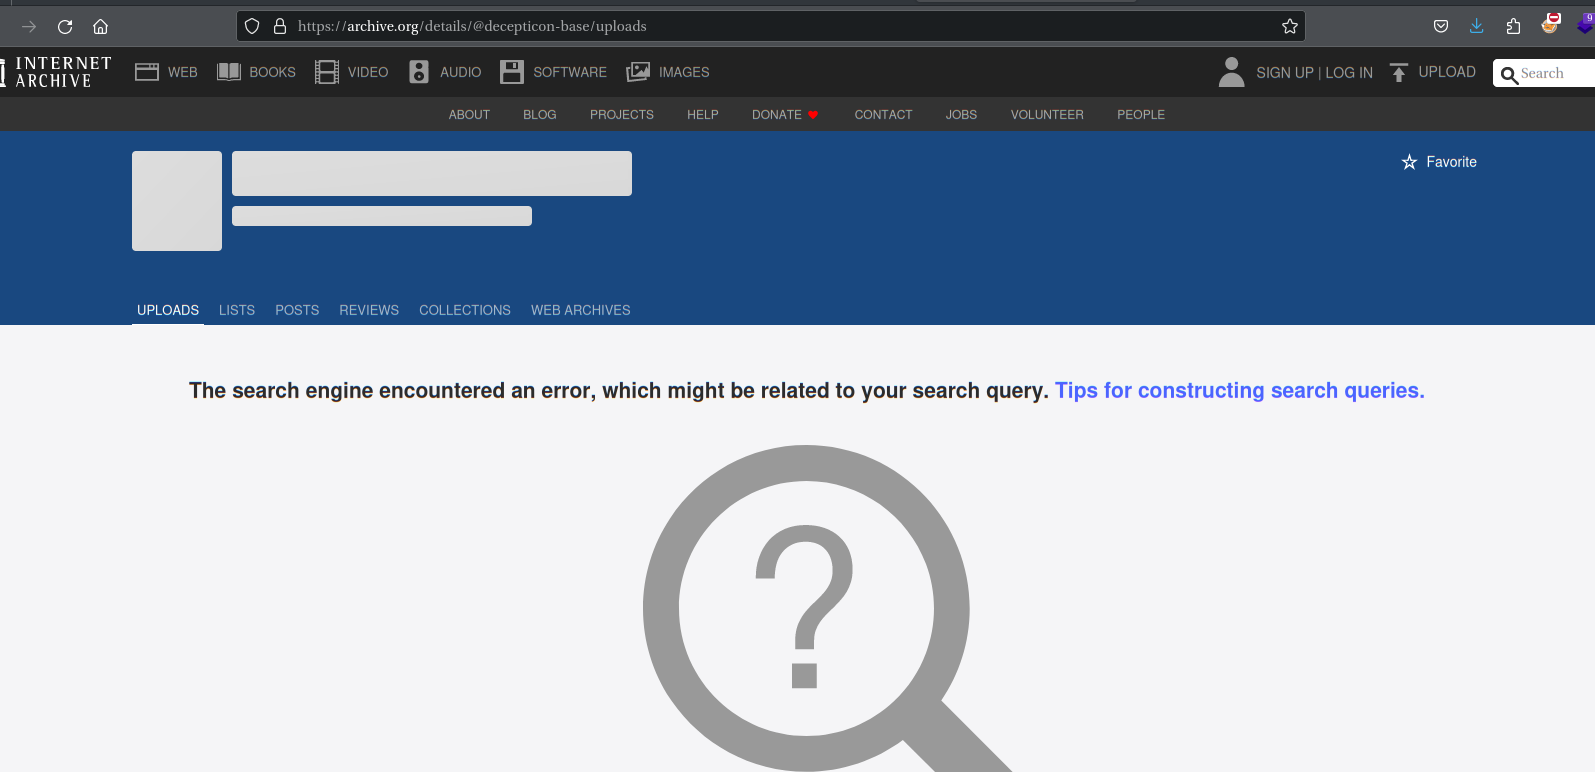 https://archive.org/details/@decepticon-base/uploads
9
INTERNET
ARCHIVE
WEB
BOOKS
VIDEO
AUDIO
SOFTWARE
IMAGES
SIGN UP | LOG IN
UPLOAD
Search
ABOUT
BLOG
PROJECTS
HELP
DONATE
CONTACT
JOBS
VOLUNTEER
PEOPLE
Favorite
UPLOADS
LISTS
POSTS
REVIEWS
COLLECTIONS
WEB ARCHIVES
The search engine encountered an error, which might be related to your search query. Tips for constructing search queries.
?